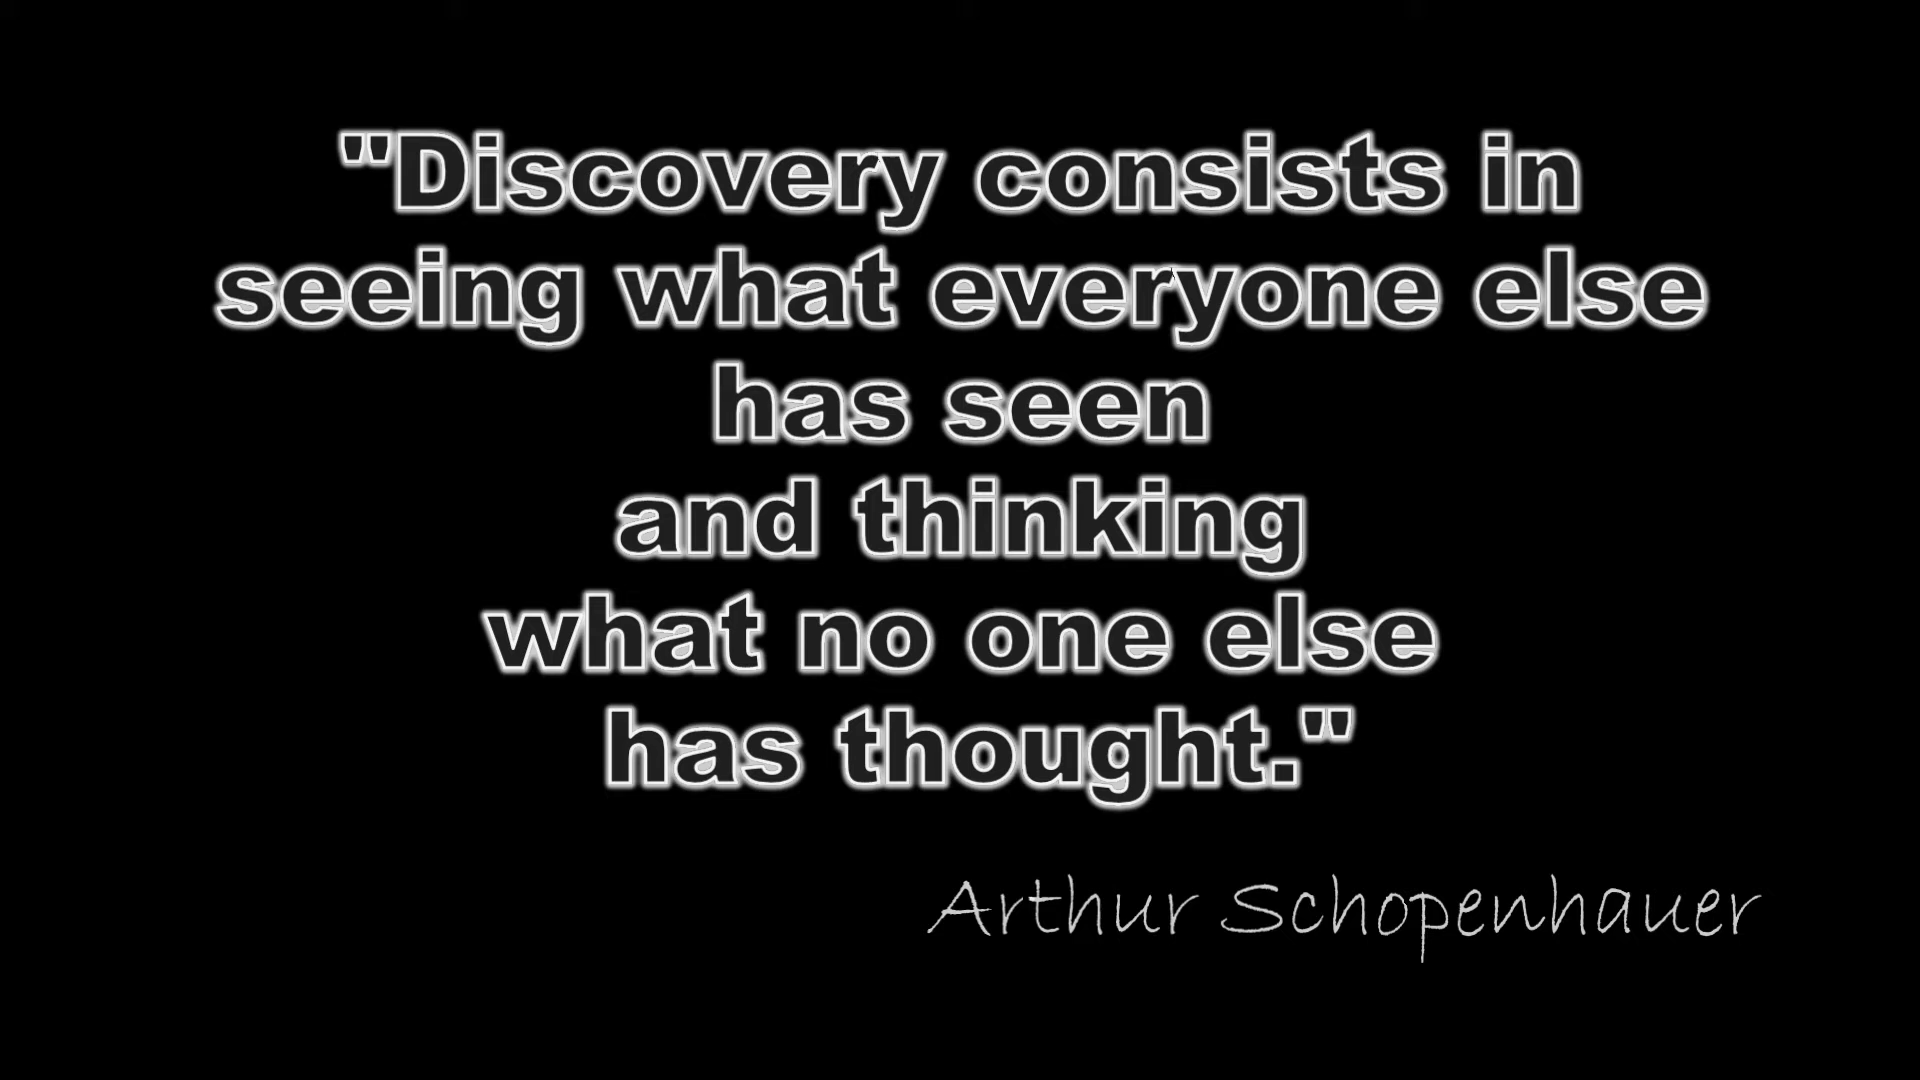 "Discovery consists in
seeing what everyone else
has seen
and thinking
what no one else
has thought."
Arthur Schopenhauer